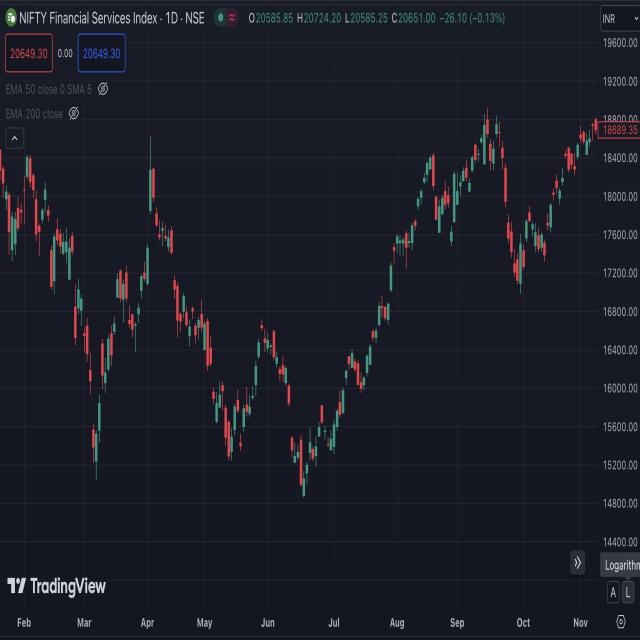 NIFTY Financial Services Index · 1D · NSE O20585.85 H20724.20 L20585.25 C20651.00 −26.10 (−0.13%) INR
20649.30 0.00 20649.30
EMA 50 close 0 SMA 5
EMA 200 close
19600.00
19200.00
18800.00
18689.35
18400.00
18000.00
17600.00
17200.00
16800.00
16400.00
16000.00
15600.00
15200.00
14800.00
14400.00
Logarithm
TradingView
A L
Feb Mar Apr May Jun Jul Aug Sep Oct Nov